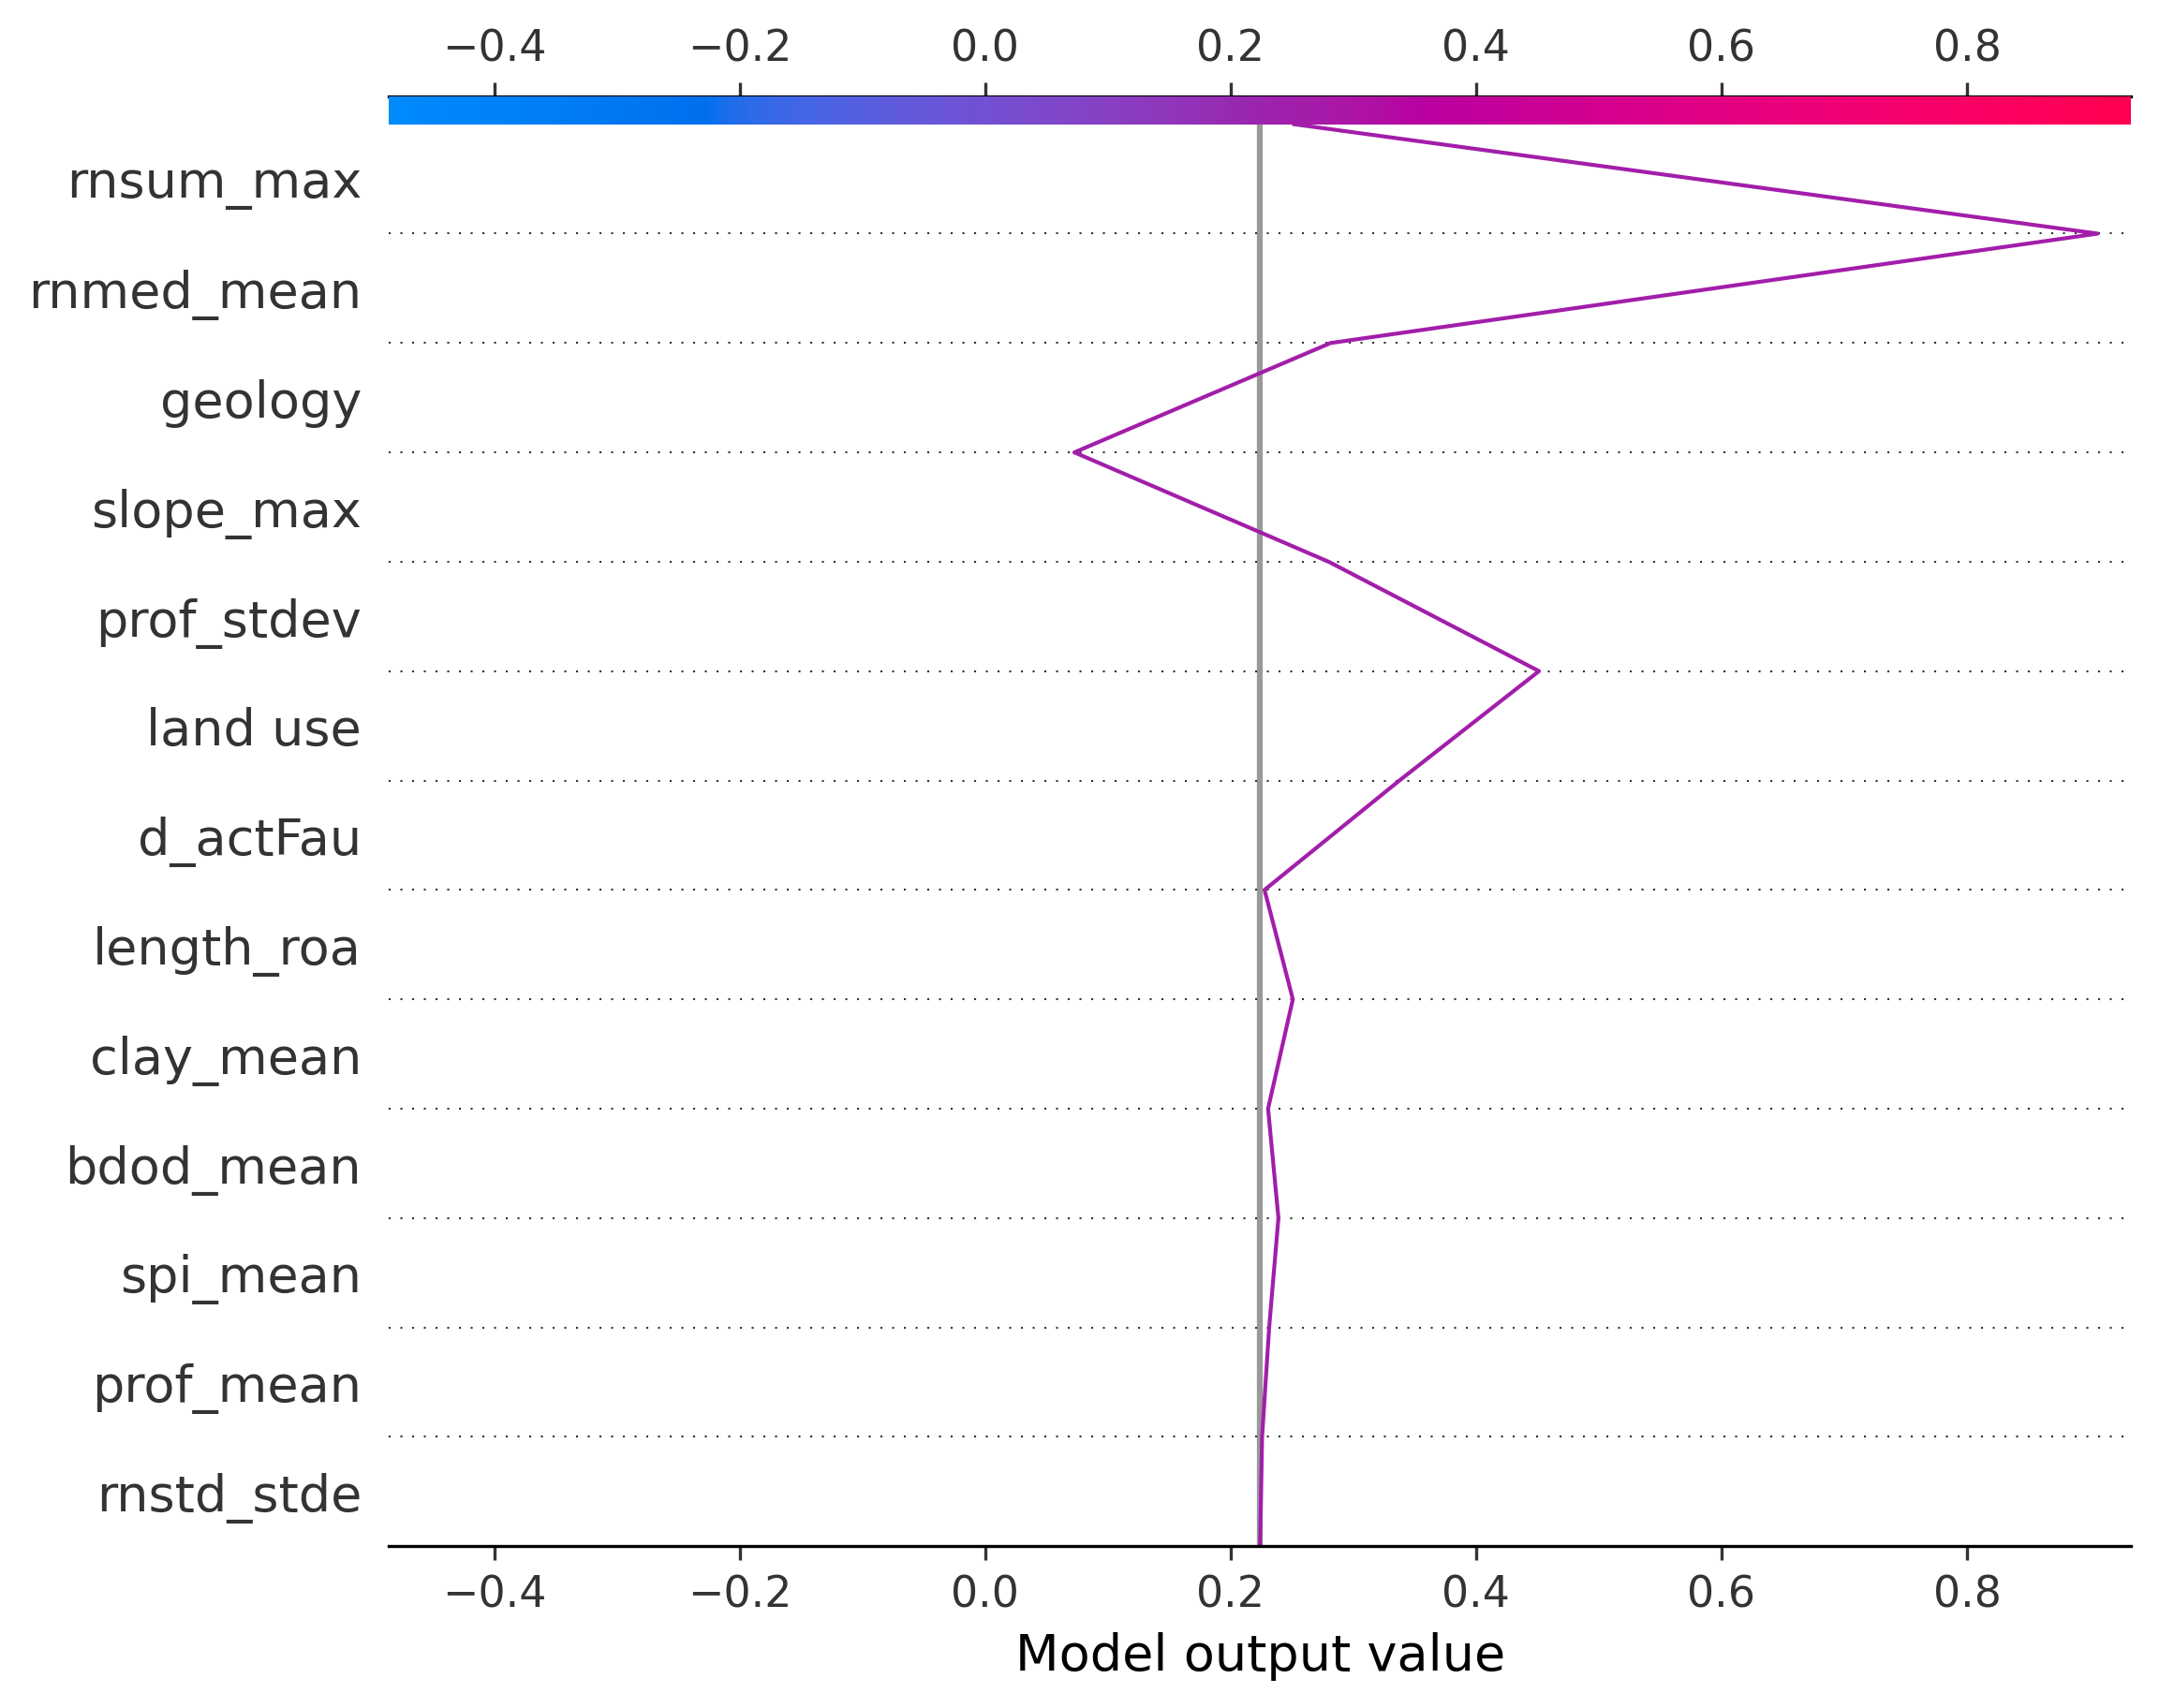 −0.4 −0.2 0.0 0.2 0.4 0.6 0.8
rnsum_max
rnmed_mean
geology
slope_max
prof_stdev
land use
d_actFau
length_roa
clay_mean
bdod_mean
spi_mean
prof_mean
rnstd_stde
−0.4 −0.2 0.0 0.2 0.4 0.6 0.8
Model output value